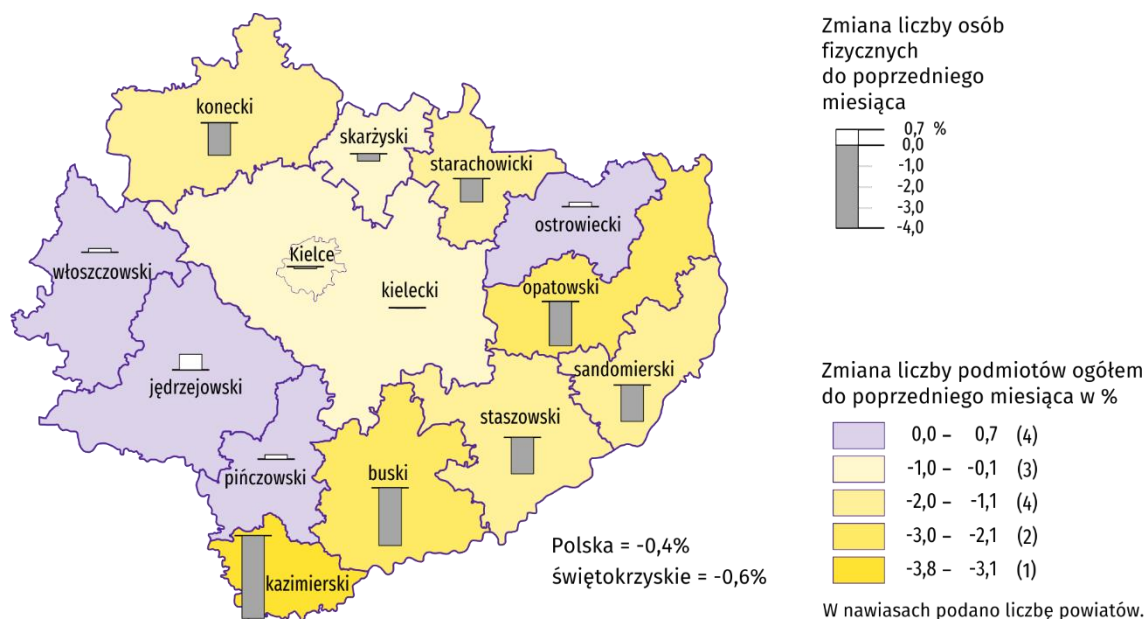 konecki
skarżyski
starachowicki
ostrowiecki
włoszczowski
Kielce
kielecki
opatowski
jędrzejowski
sandomierski
staszowski
pińczowski
buski
kazimierski
Polska = -0,4%
świętokrzyskie = -0,6%
Zmiana liczby osób
fizycznych
do poprzedniego
miesiąca
0,7 %
0,0
-1,0
-2,0
-3,0
-4,0
Zmiana liczby podmiotów ogółem
do poprzedniego miesiąca w %
0,0 – 0,7 (4)
-1,0 – -0,1 (3)
-2,0 – -1,1 (4)
-3,0 – -2,1 (2)
-3,8 – -3,1 (1)
W nawiasach podano liczbę powiatów.